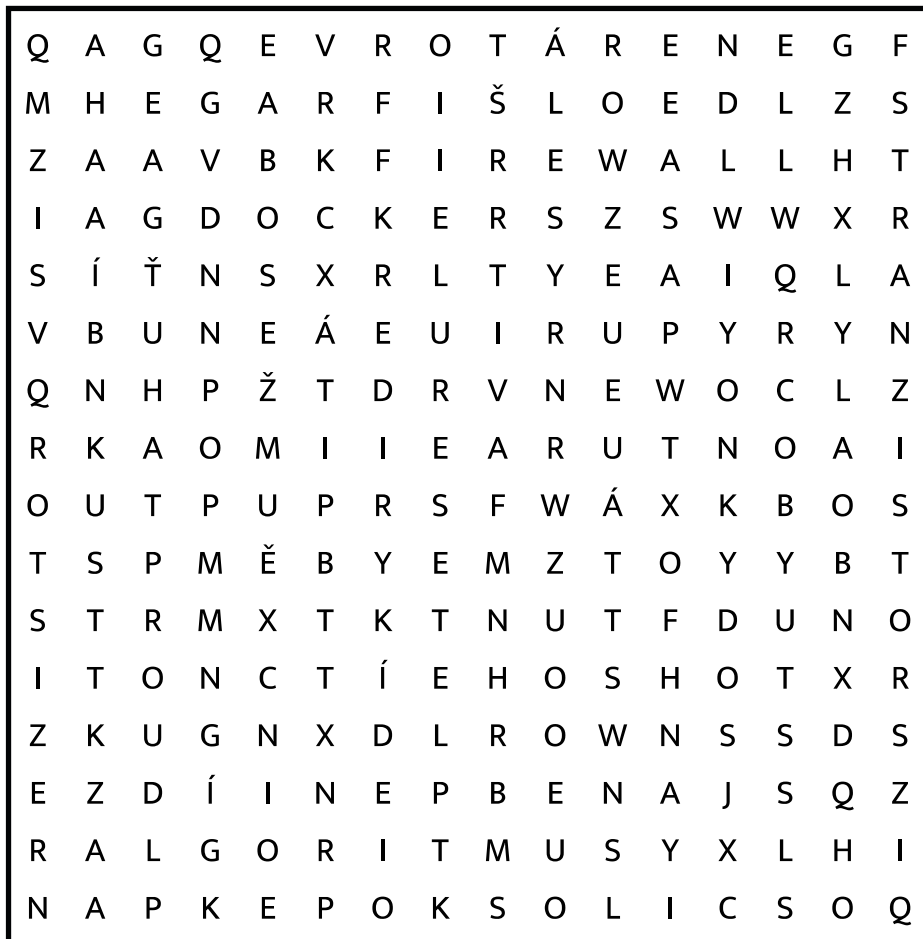 Q A G Q E V R O T Á R E N E G F
M H E G A R F I Š L O E D L Z S
Z A A V B K F I R E W A L L H T
I A G D O C K E R S Z S W W X R
S Í Ť N S X R L T Y E A I Q L A
V B U N E Á E U I R U P Y R Y N
Q N H P Ž T D R V N E W O C L Z
R K A O M I I E A R U T N O A I
O U T P U P R S F W Á X K B O S
T S P M Ě B Y E M Z T O Y Y B T
S T R M X T K T N U T F D U N O
I T O N C T Í E H O S H O T X R
Z K U G N X D L R O W N S S D S
E Z D Í I N E P B E N A J S Q Z
R A L G O R I T M U S Y X L H I
N A P K E P O K S O L I C S O Q